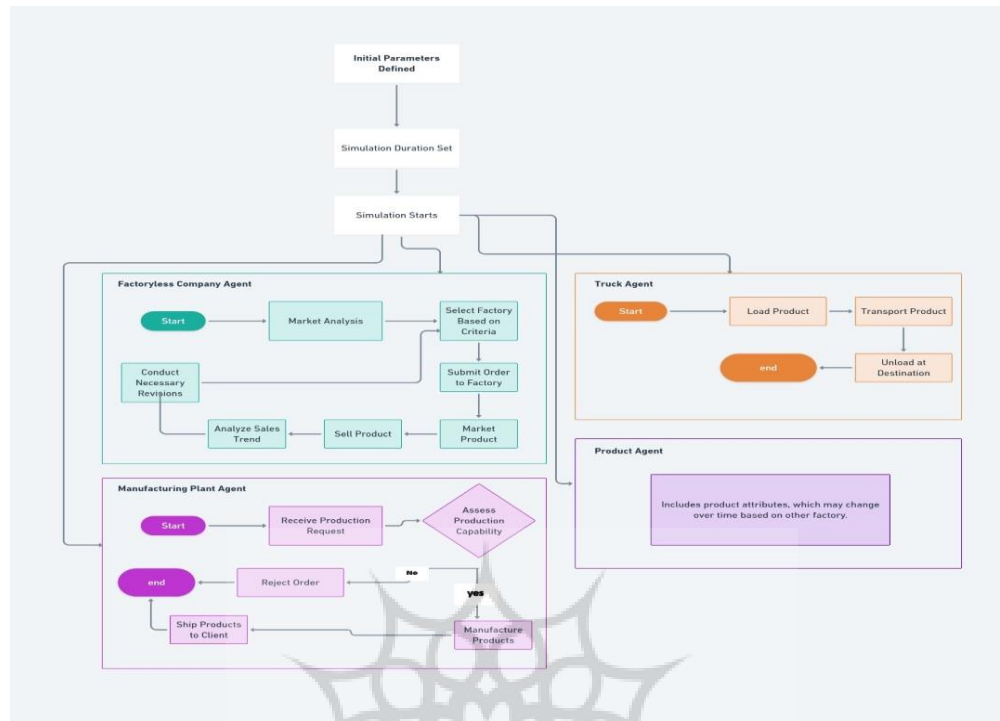 Initial Parameters
Defined
Simulation Duration Set
Simulation Starts
Factoryless Company Agent
Start
Market Analysis
Select Factory
Based on
Criteria
Conduct
Necessary
Revisions
Submit Order
to Factory
Analyze Sales
Trend
Sell Product
Market
Product
Truck Agent
Start
Load Product
Transport Product
end
Unload at
Destination
Product Agent
Includes product attributes, which may change
over time based on other factory.
Manufacturing Plant Agent
Start
Receive Production
Request
Assess
Production
Capability
No
yes
end
Reject Order
Ship Products
to Client
Manufacture
Products